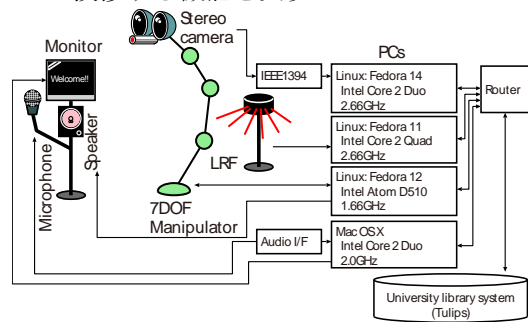 Stereo
camera
Monitor
PCs
Welcome!!
IEEE1394
Linux: Fedora 14
Intel Core 2 Duo
2.66GHz
Router
Linux: Fedora 11
Intel Core 2 Quad
2.66GHz
Speaker
Microphone
LRF
Linux: Fedora 12
Intel Atom D510
1.66GHz
7DOF
Manipulator
Audio I/F
MacOSX
Intel Core 2 Duo
2.0GHz
University library system
(Tulips)